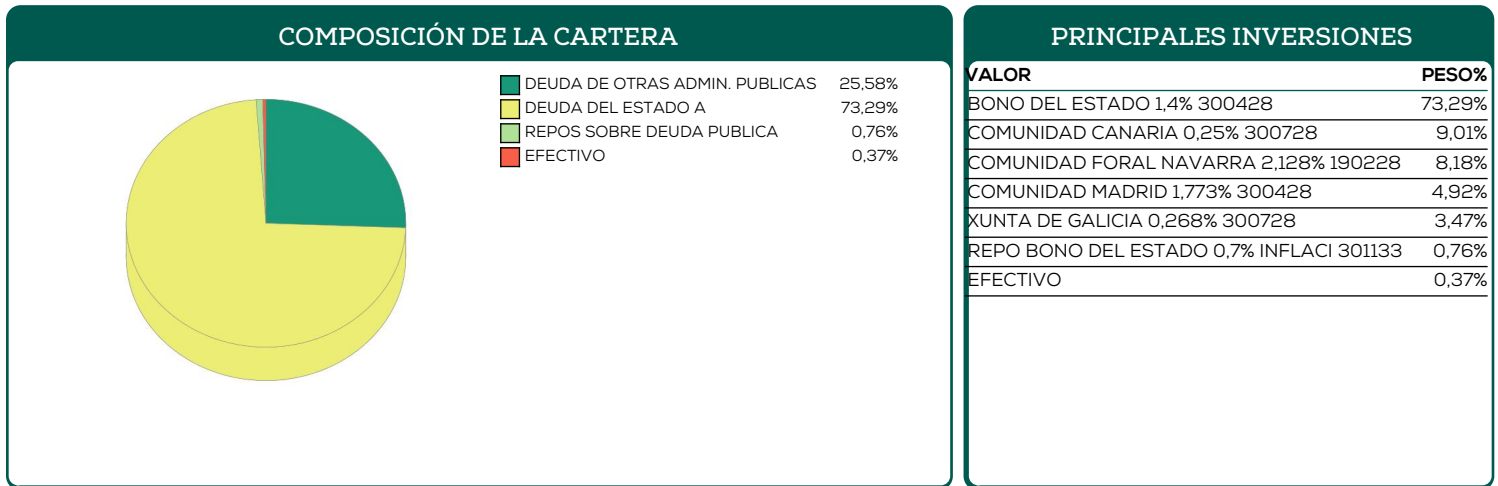 COMPOSICIÓN DE LA CARTERA
DEUDA DE OTRAS ADMIN. PUBLICAS 25,58%
DEUDA DEL ESTADO A 73,29%
REPOS SOBRE DEUDA PUBLICA 0,76%
EFECTIVO 0,37%
PRINCIPALES INVERSIONES
VALOR PESO%
BONO DEL ESTADO 1,4% 300428 73,29%
COMUNIDAD CANARIA 0,25% 300728 9,01%
COMUNIDAD FORAL NAVARRA 2,128% 190228 8,18%
COMUNIDAD MADRID 1,773% 300428 4,92%
XUNTA DE GALICIA 0,268% 300728 3,47%
REPO BONO DEL ESTADO 0,7% INFLACI 301133 0,76%
EFECTIVO 0,37%